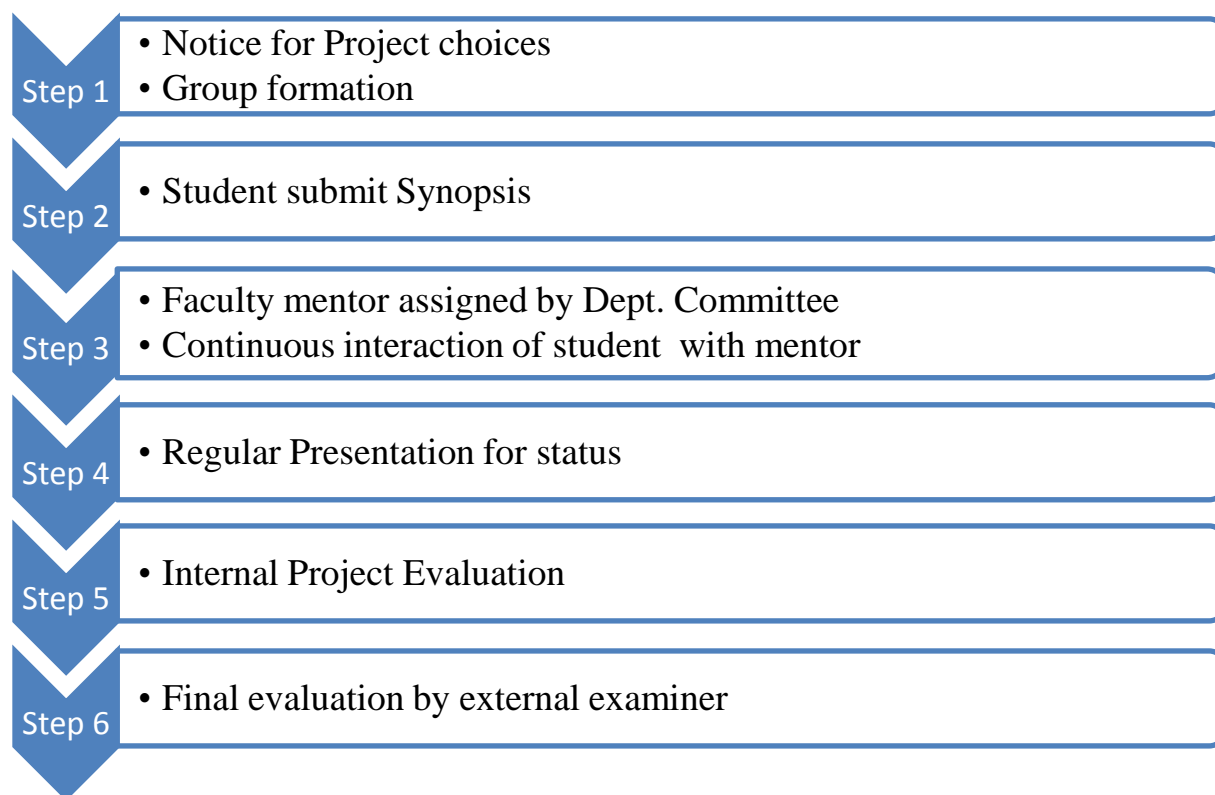 Step 1
• Notice for Project choices
• Group formation
Step 2
• Student submit Synopsis
Step 3
• Faculty mentor assigned by Dept. Committee
• Continuous interaction of student  with mentor
Step 4
• Regular Presentation for status
Step 5
• Internal Project Evaluation
Step 6
• Final evaluation by external examiner